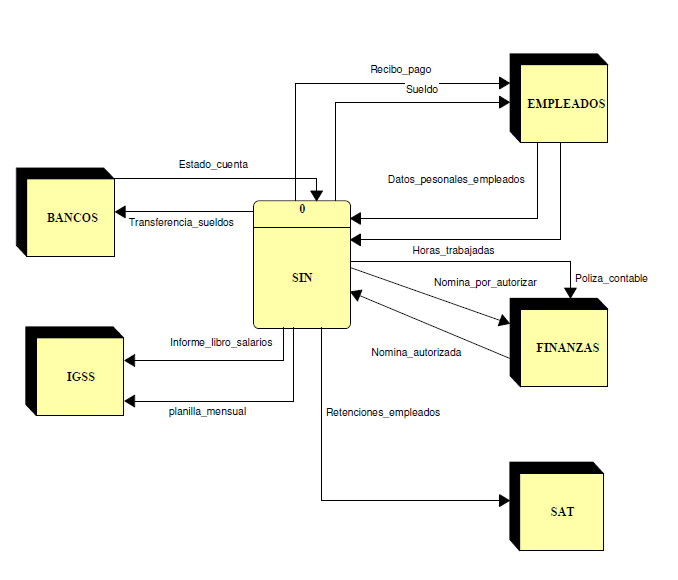 Recibo_pago
Sueldo
EMPLEADOS
Estado_cuenta
Datos_pesonales_empleados
BANCOS
0
Transferencia_sueldos
Horas_trabajadas
SIN
Nomina_por_autorizar
Poliza_contable
Informe_libro_salarios
Nomina_autorizada
FINANZAS
IGSS
planilla_mensual
Retenciones_empleados
SAT